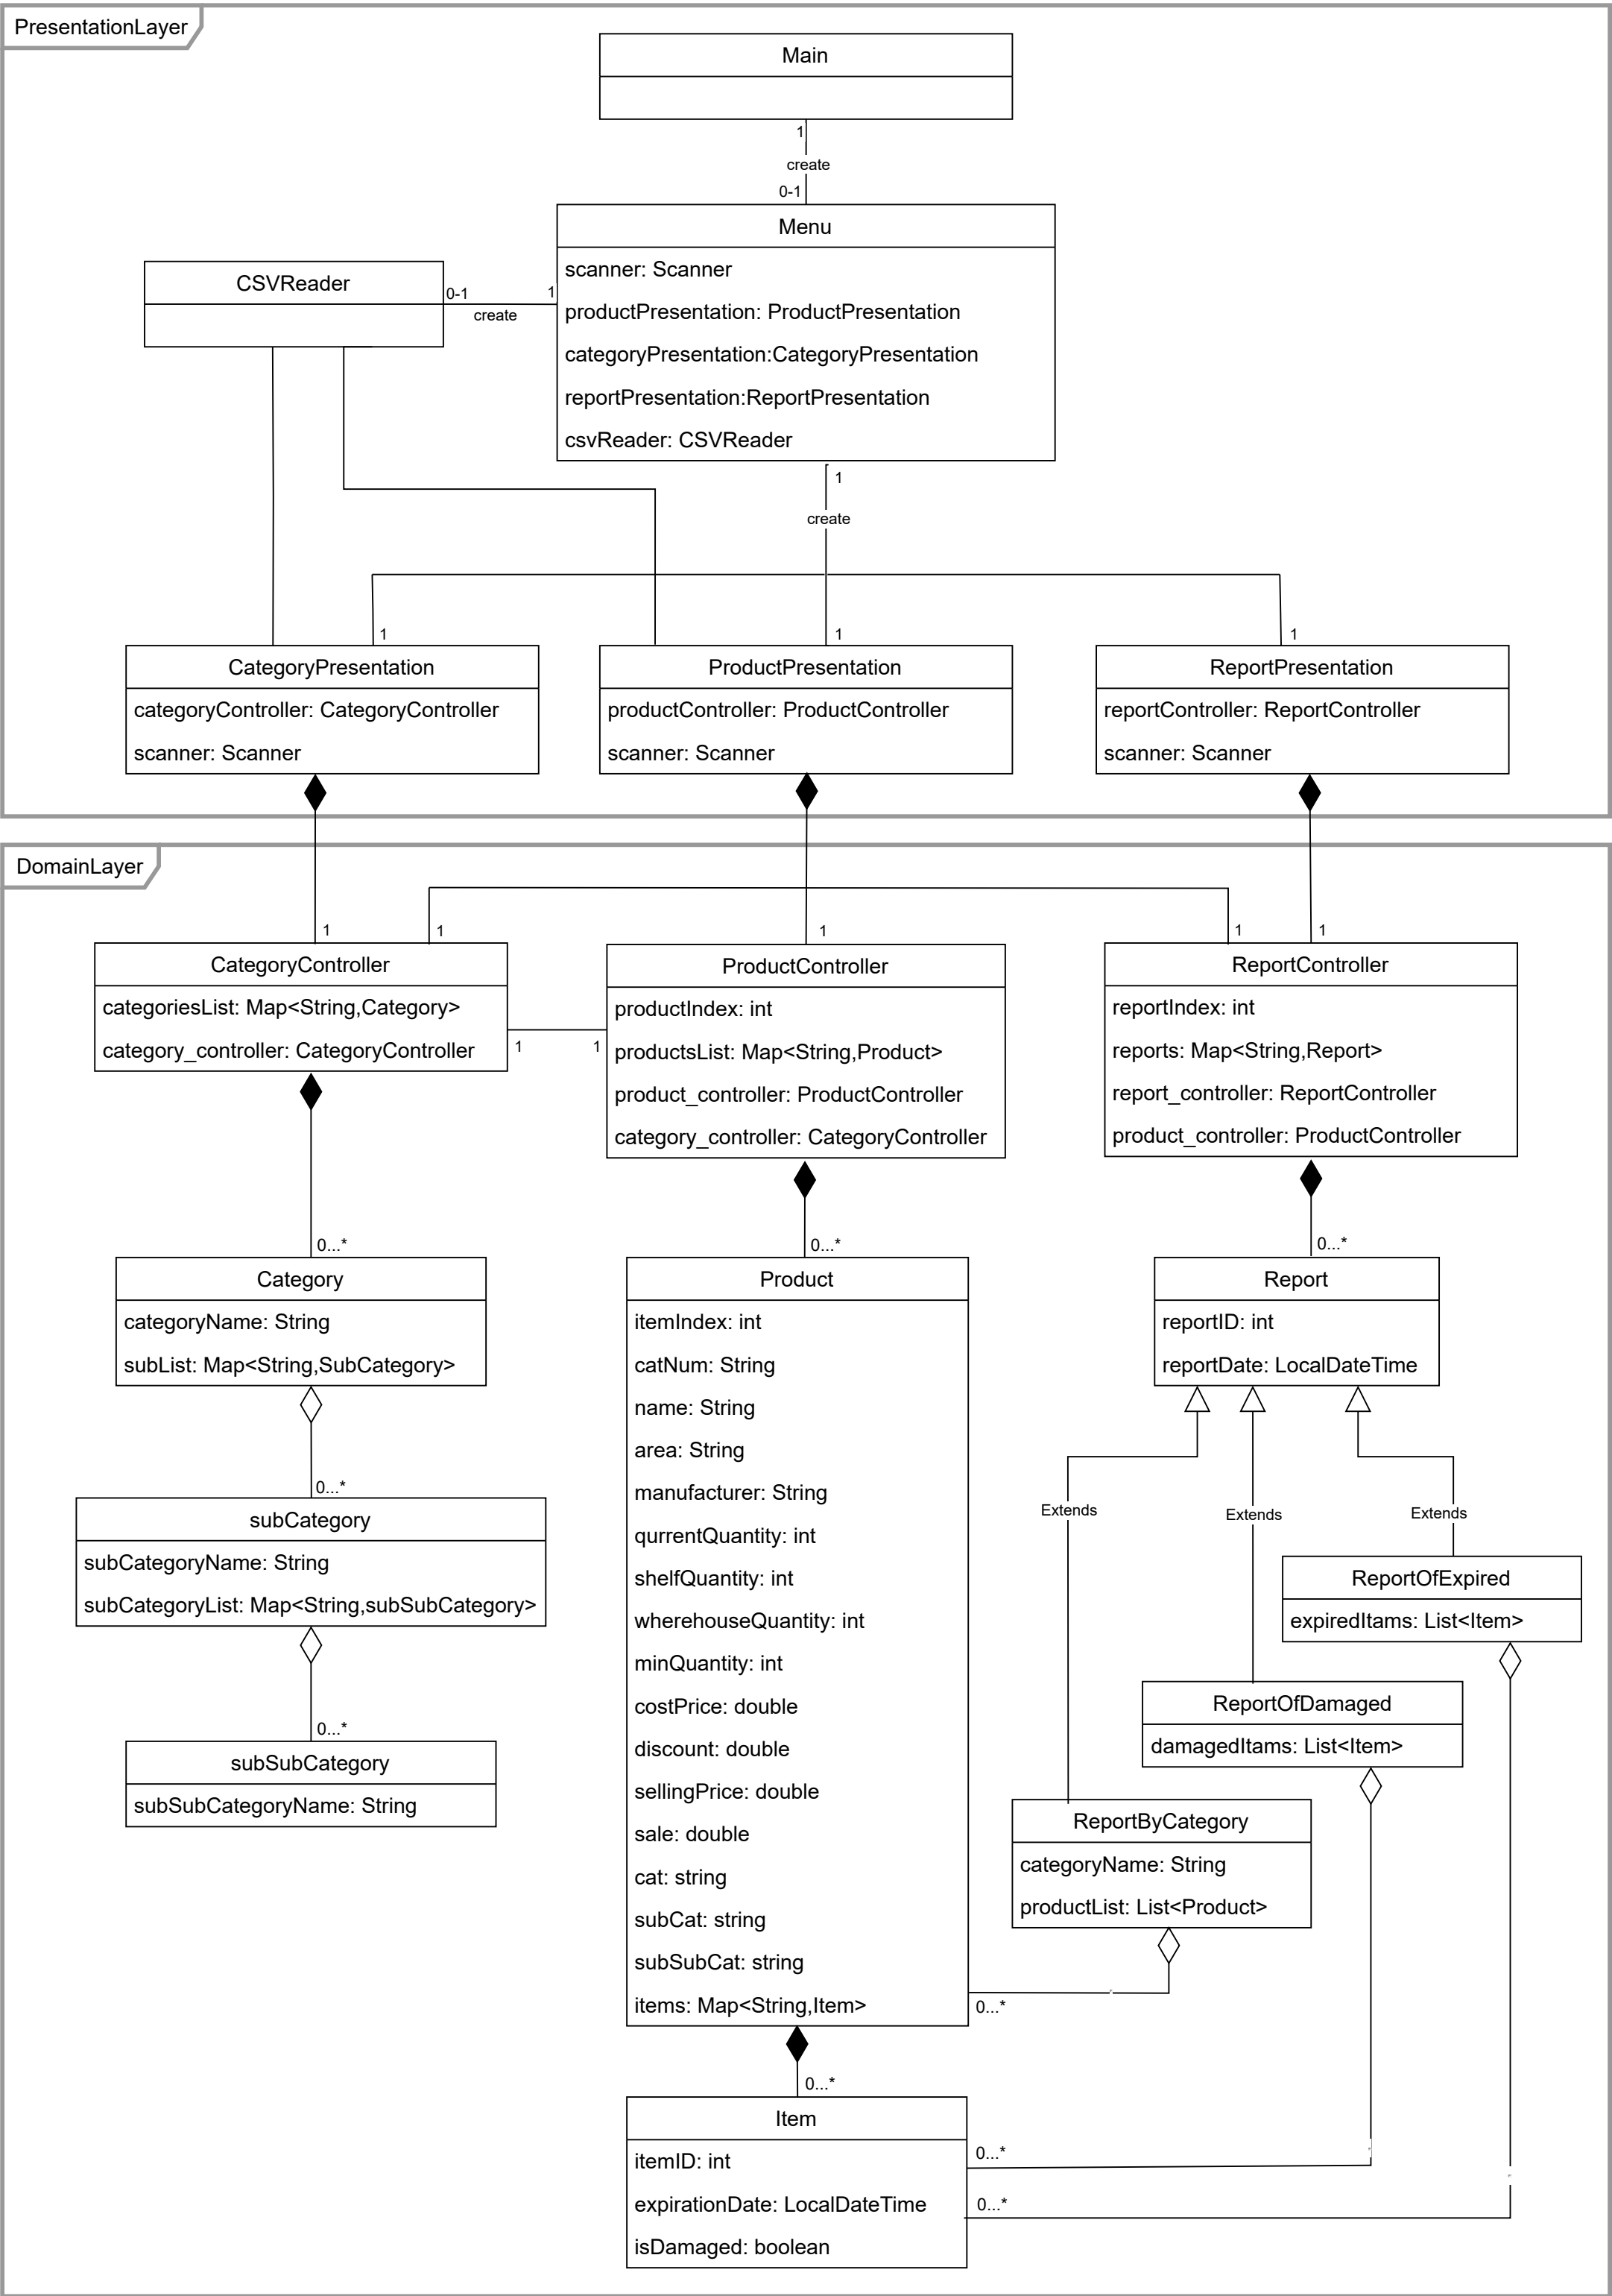 PresentationLayer
Main
1
create
0-1
Menu
scanner: Scanner
productPresentation: ProductPresentation
categoryPresentation:CategoryPresentation
reportPresentation:ReportPresentation
csvReader: CSVReader
CSVReader
0-1
1
create
1
create
1
1
1
CategoryPresentation
categoryController: CategoryController
scanner: Scanner
ProductPresentation
productController: ProductController
scanner: Scanner
ReportPresentation
reportController: ReportController
scanner: Scanner
DomainLayer
1
1
1
1
1
CategoryController
categoriesList: Map<String,Category>
category_controller: CategoryController
1
1
ProductController
productIndex: int
productsList: Map<String,Product>
product_controller: ProductController
category_controller: CategoryController
ReportController
reportIndex: int
reports: Map<String,Report>
report_controller: ReportController
product_controller: ProductController
0...*
0...*
0...*
Category
categoryName: String
subList: Map<String,SubCategory>
0...*
subCategory
subCategoryName: String
subCategoryList: Map<String,subSubCategory>
0...*
subSubCategory
subSubCategoryName: String
Product
itemIndex: int
catNum: String
name: String
area: String
manufacturer: String
qurrentQuantity: int
shelfQuantity: int
wherehouseQuantity: int
minQuantity: int
costPrice: double
discount: double
sellingPrice: double
sale: double
cat: string
subCat: string
subSubCat: string
items: Map<String,Item>
0...*
Item
itemID: int
expirationDate: LocalDateTime
isDamaged: boolean
Report
reportID: int
reportDate: LocalDateTime
Extends
Extends
Extends
ReportOfExpired
expiredItams: List<Item>
ReportOfDamaged
damagedItams: List<Item>
ReportByCategory
categoryName: String
productList: List<Product>
0...*
0...*
0...*